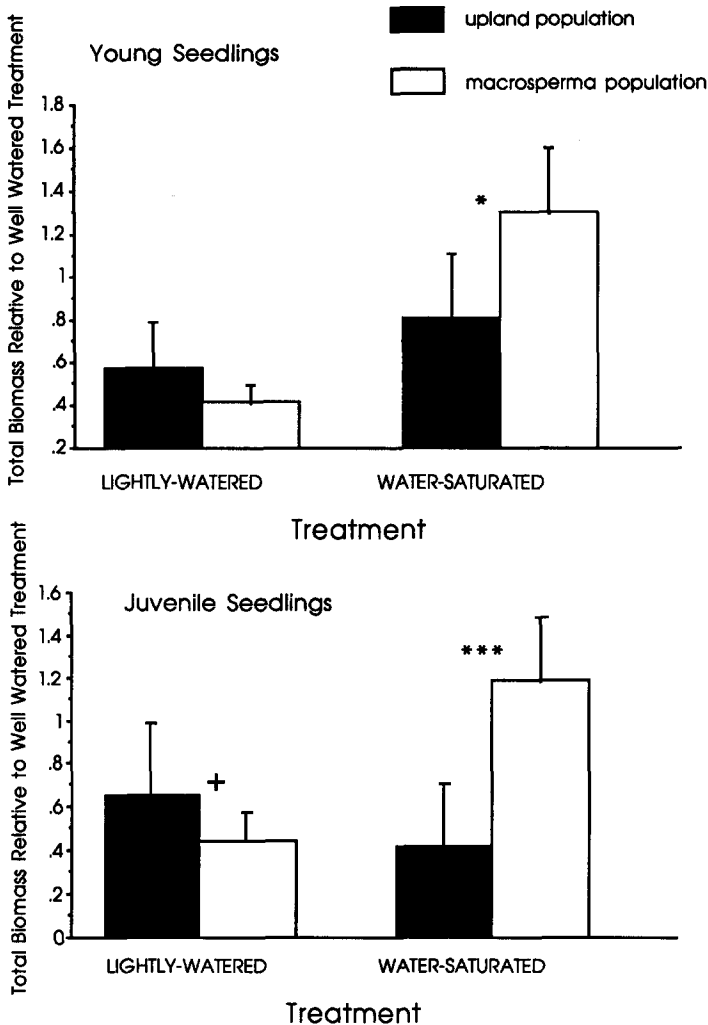 upland population
Young Seedlings
macrosperma population
Total Biomass Relative to Well Watered Treatment
1.8
1.6
1.4
1.2
1
.8
.6
.4
.2
*
LIGHTLY-WATERED WATER-SATURATED
Treatment
Juvenile Seedlings
Total Biomass Relative to Well Watered Treatment
1.6
1.4
1.2
1
.8
.6
.4
.2
0
+
***
LIGHTLY-WATERED WATER-SATURATED
Treatment